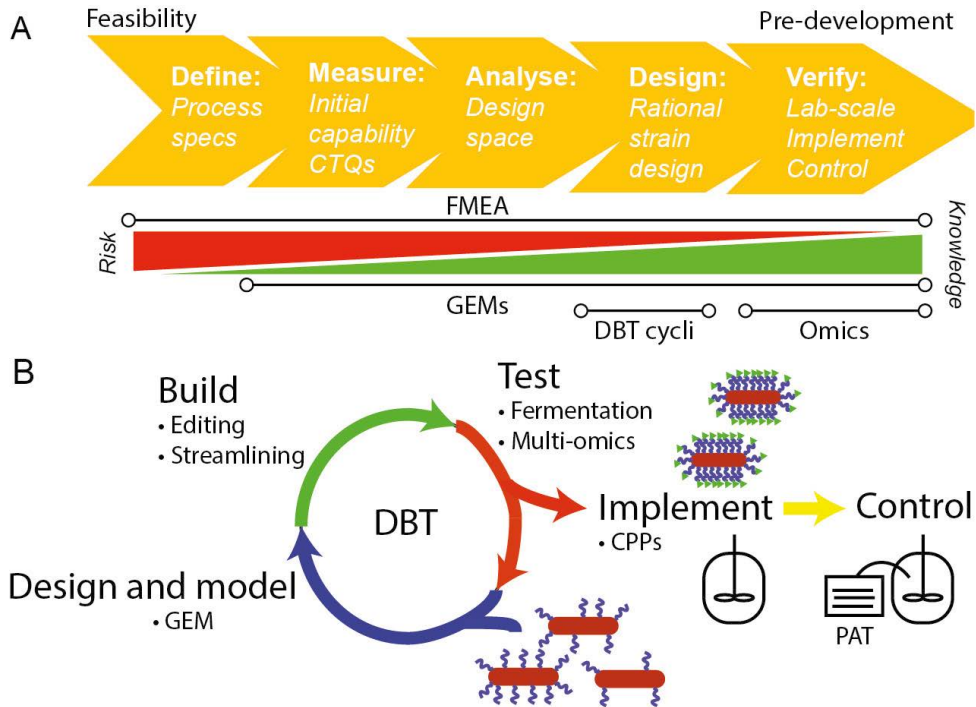 A
Feasibility
Pre-development
Define:
Process
specs
Measure:
Initial
capability
CTQs
Analyse:
Design
space
Design:
Rational
strain
design
Verify:
Lab-scale
Implement
Control
FMEA
Risk
Knowledge
GEMs
DBT cycli
Omics
B
Build
• Editing
• Streamlining
Test
• Fermentation
• Multi-omics
DBT
Implement
• CPPs
Control
Design and model
• GEM
PAT